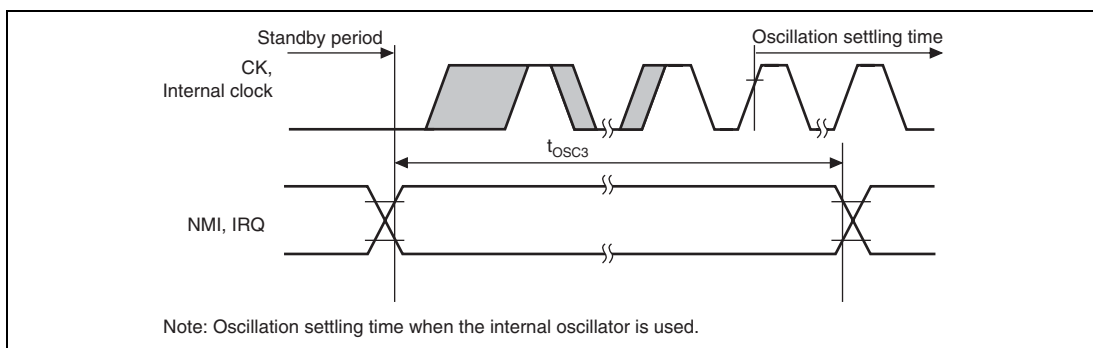 Standby period
Oscillation settling time
CK,
Internal clock
tOSC3
NMI, IRQ
Note: Oscillation settling time when the internal oscillator is used.